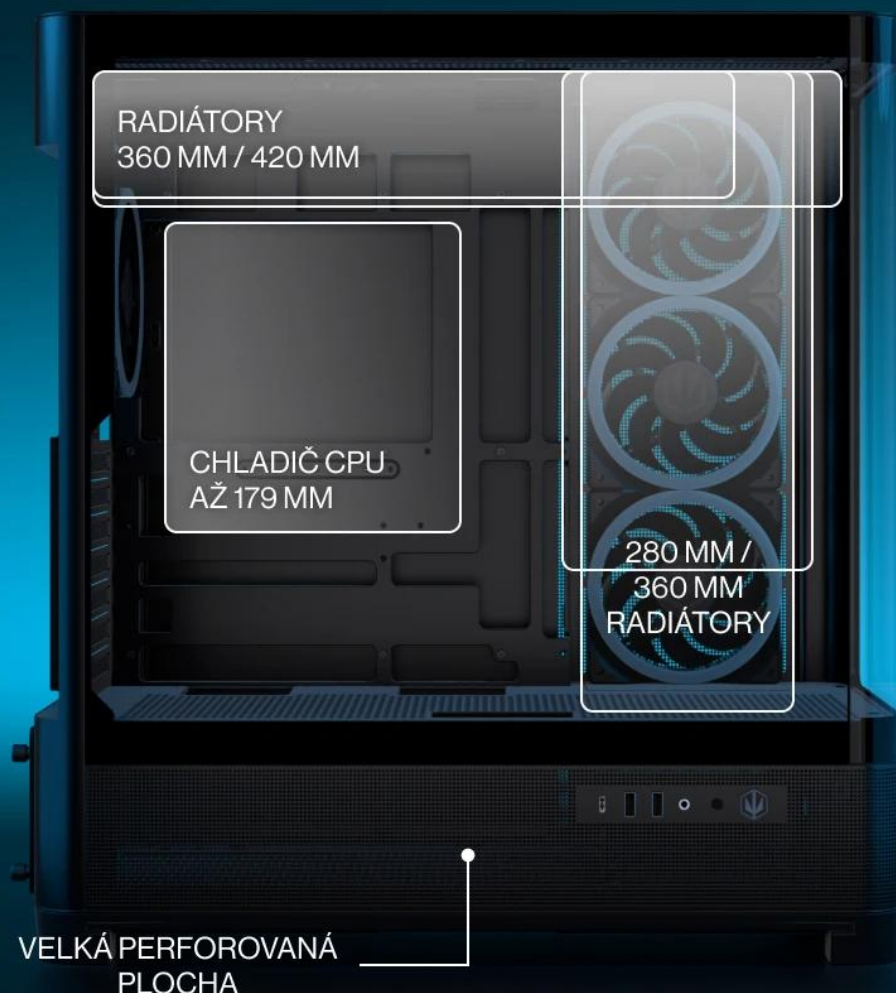 RADIÁTORY
360 MM / 420 MM
CHLADIČ CPU
AŽ 179 MM
280 MM /
360 MM
RADIÁTORY
VELKÁ PERFOROVANÁ
PLOCHA